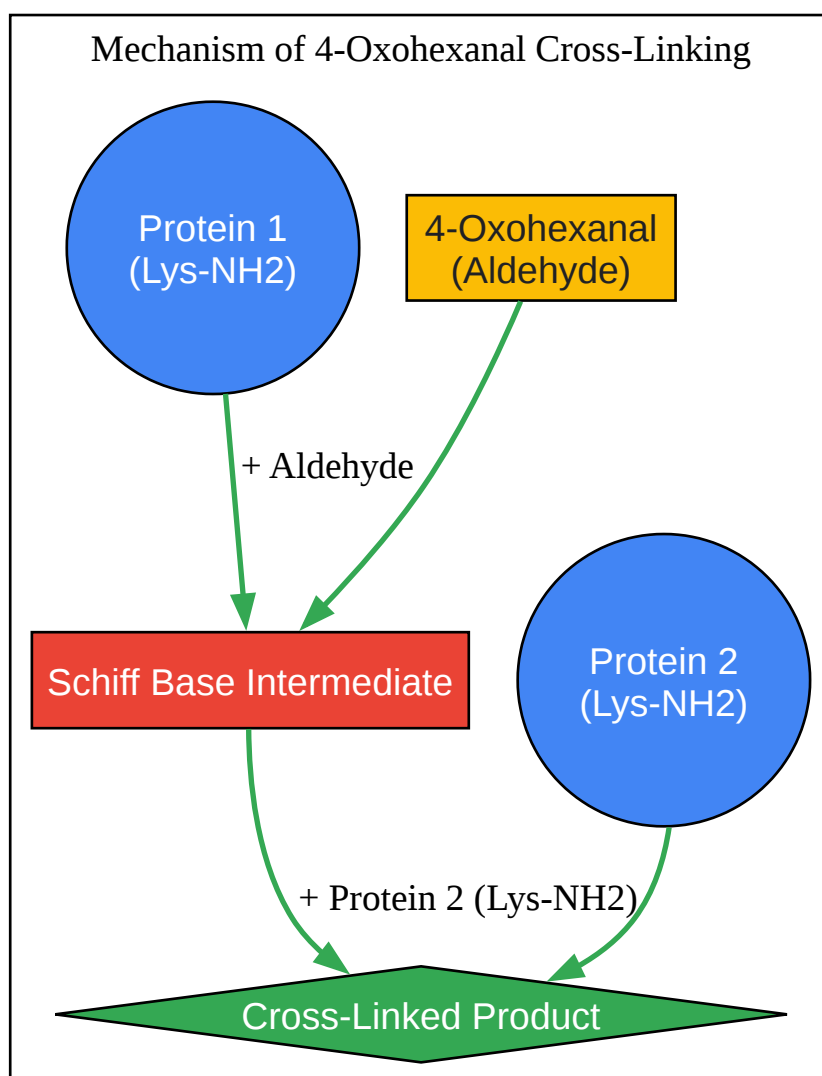 Mechanism of 4-Oxohexanal Cross-Linking
Protein 1
(Lys-NH2)
4-Oxohexanal
(Aldehyde)
+ Aldehyde
Schiff Base Intermediate
Protein 2
(Lys-NH2)
+ Protein 2 (Lys-NH2)
Cross-Linked Product